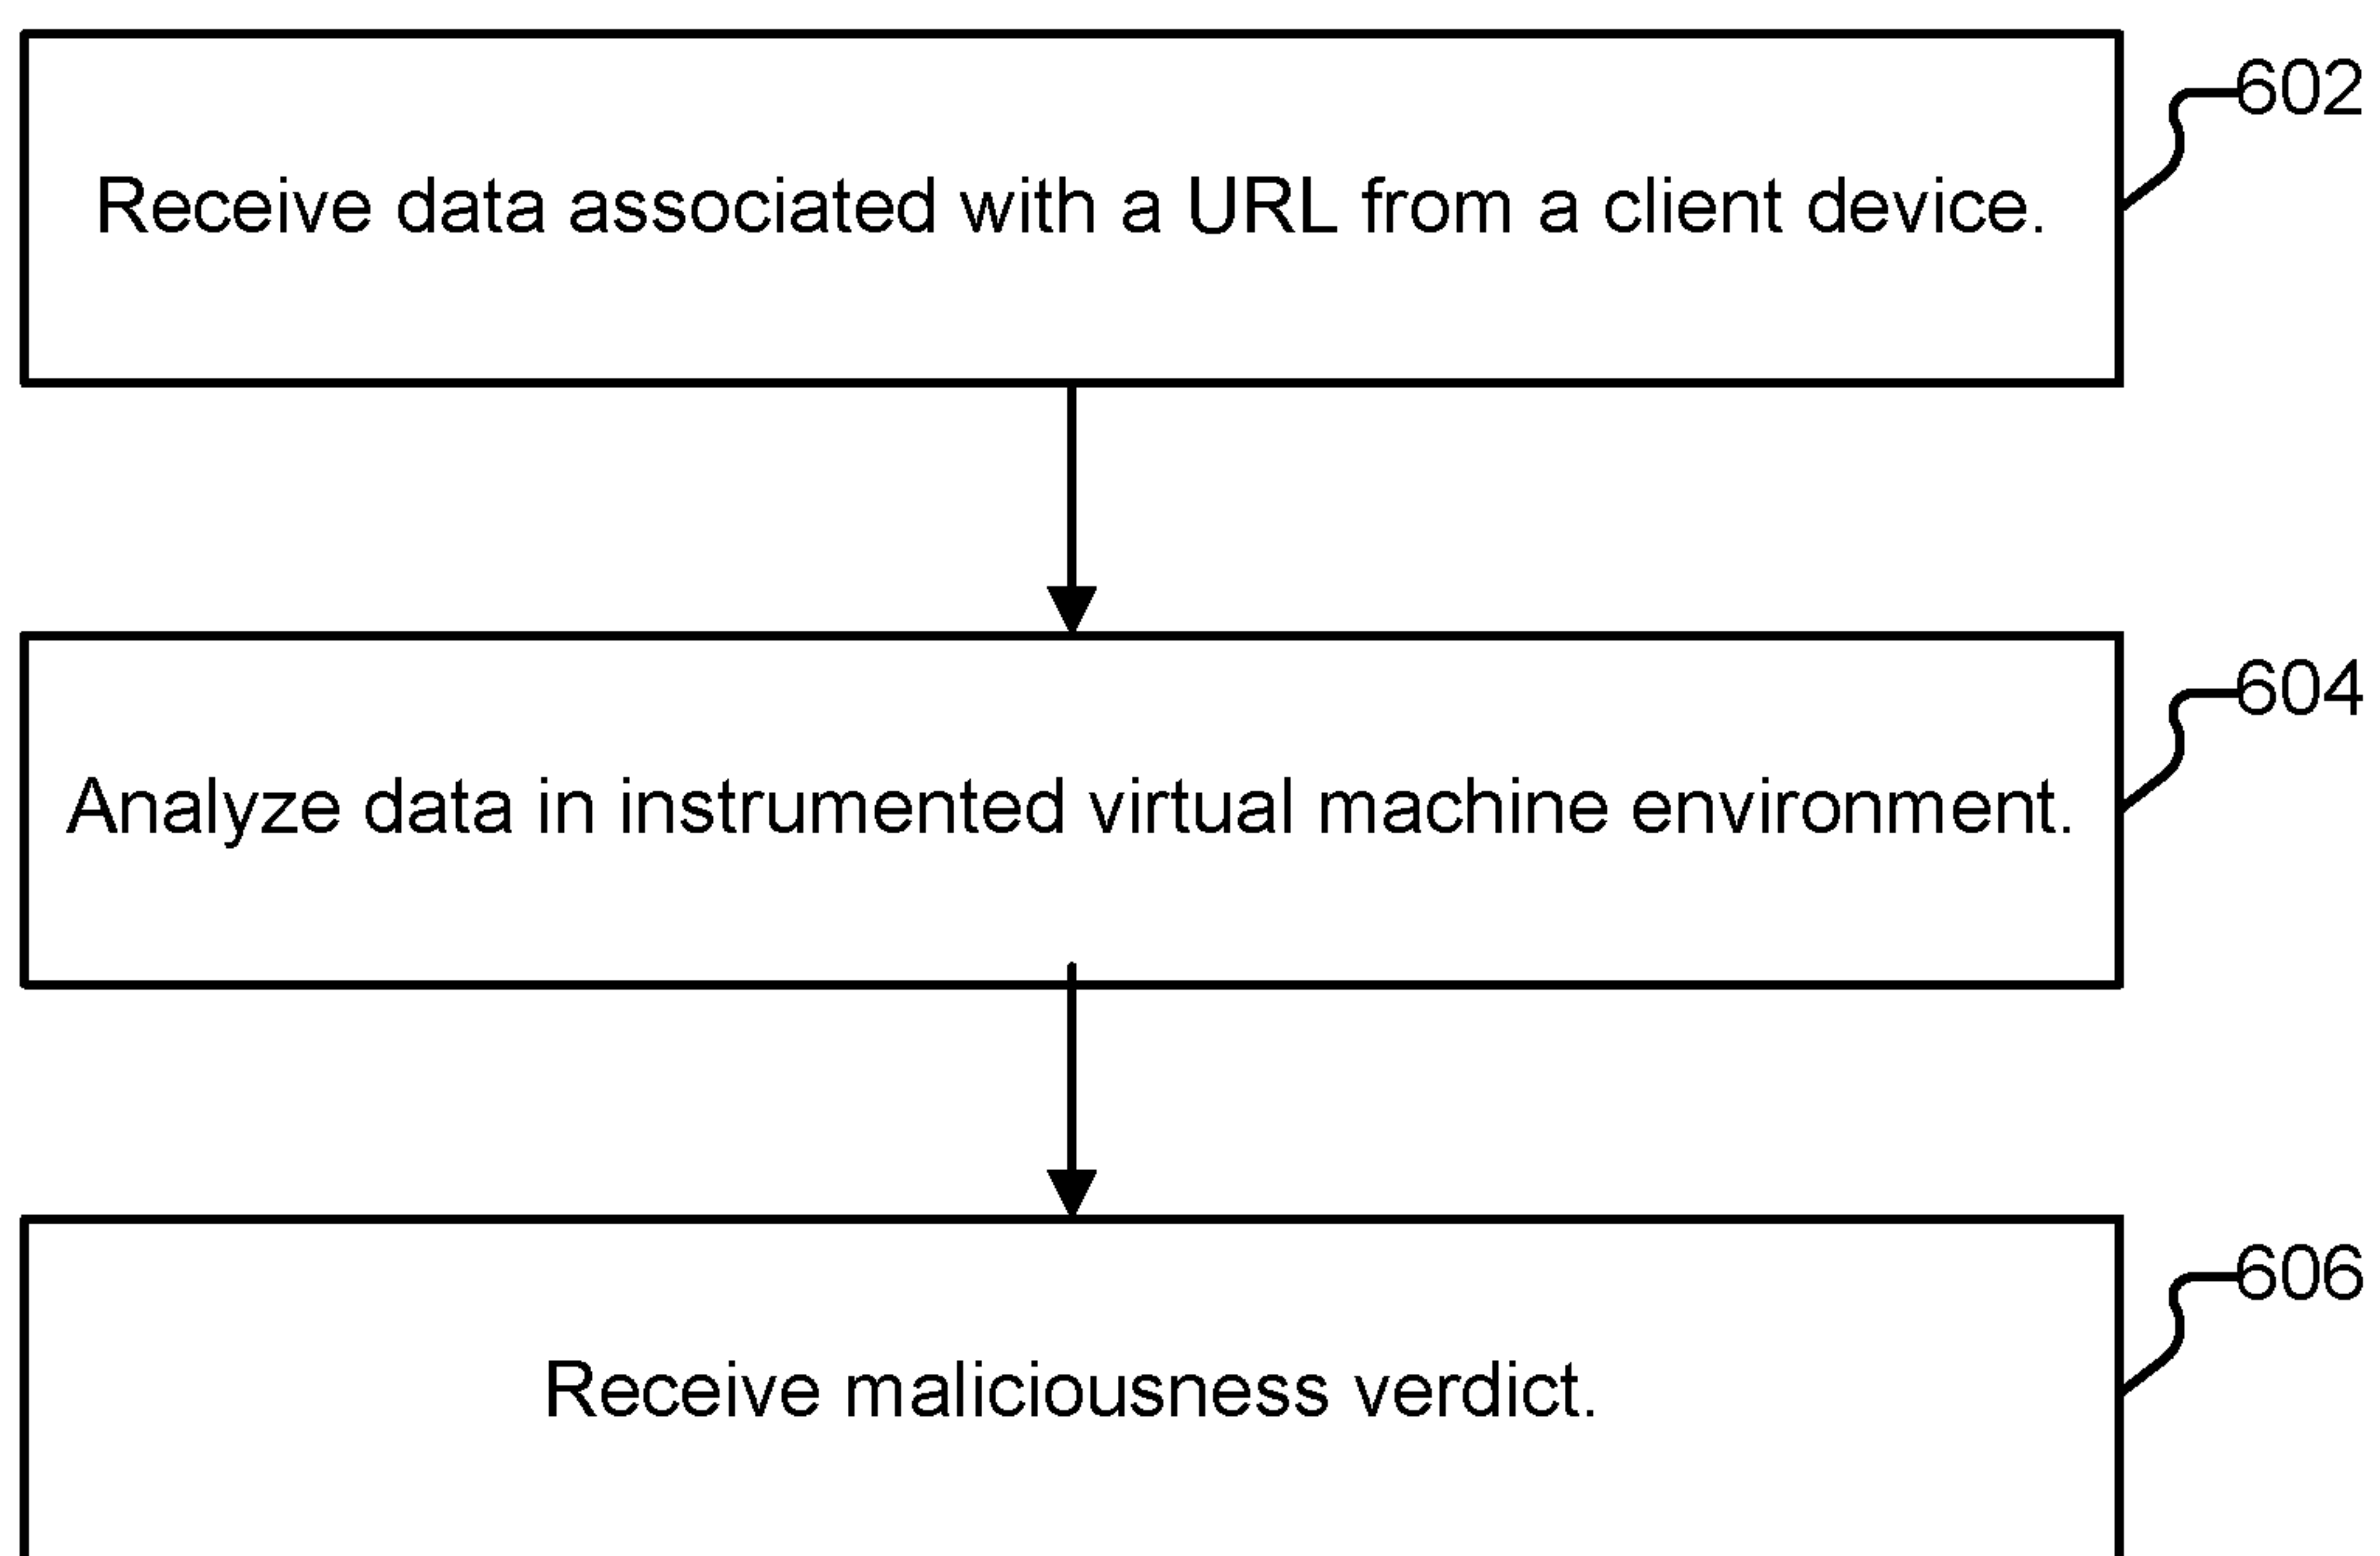 Receive data associated with a URL from a client device.
602
Analyze data in instrumented virtual machine environment.
604
Receive maliciousness verdict.
606